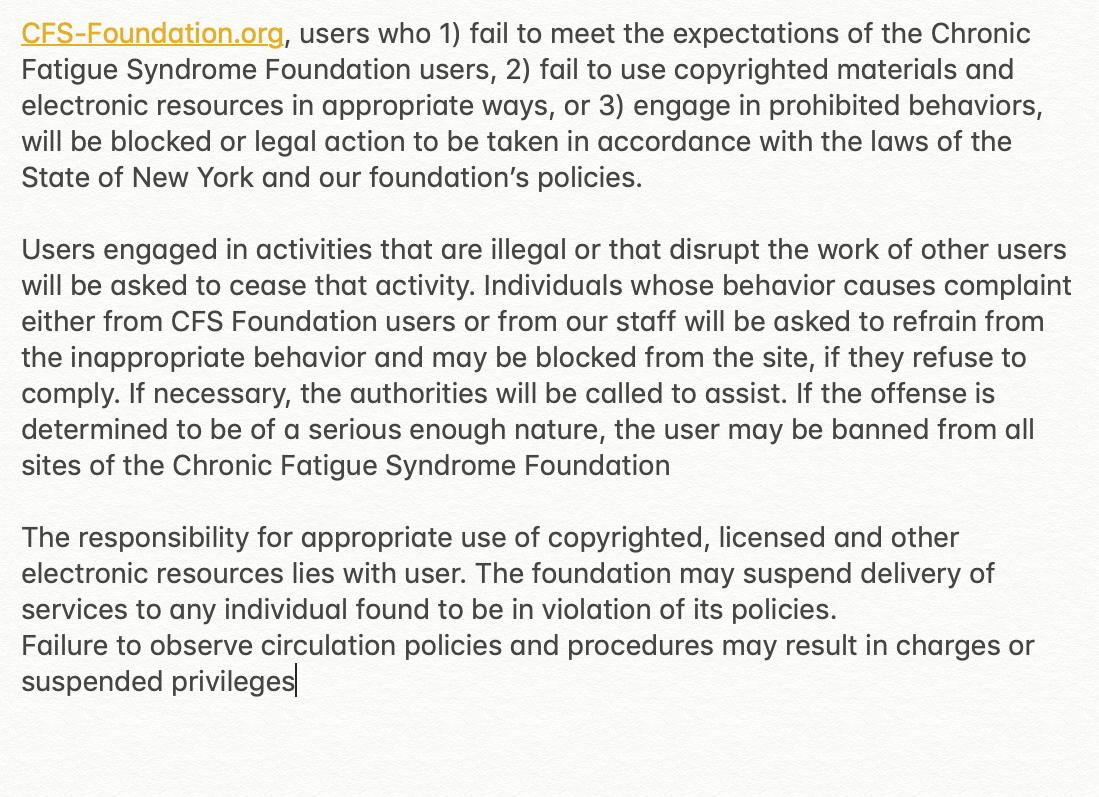 CFS-Foundation.org, users who 1) fail to meet the expectations of the Chronic
Fatigue Syndrome Foundation users, 2) fail to use copyrighted materials and
electronic resources in appropriate ways, or 3) engage in prohibited behaviors,
will be blocked or legal action to be taken in accordance with the laws of the
State of New York and our foundation’s policies.
Users engaged in activities that are illegal or that disrupt the work of other users
will be asked to cease that activity. Individuals whose behavior causes complaint
either from CFS Foundation users or from our staff will be asked to refrain from
the inappropriate behavior and may be blocked from the site, if they refuse to
comply. If necessary, the authorities will be called to assist. If the offense is
determined to be of a serious enough nature, the user may be banned from all
sites of the Chronic Fatigue Syndrome Foundation
The responsibility for appropriate use of copyrighted, licensed and other
electronic resources lies with user. The foundation may suspend delivery of
services to any individual found to be in violation of its policies.
Failure to observe circulation policies and procedures may result in charges or
suspended privileges